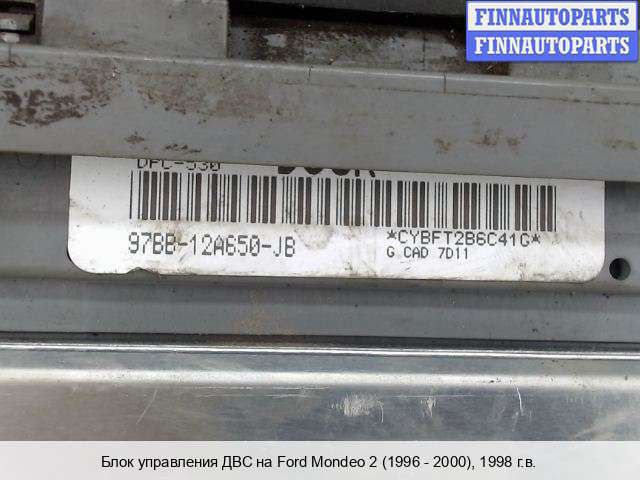 FINNAUTOPARTS
FINNAUTOPARTS
97BB-12A650-JB
*CYBFT2B6C41G*
G CAD 7D11
Блок управления ДВС на Ford Mondeo 2 (1996 - 2000), 1998 г.в.